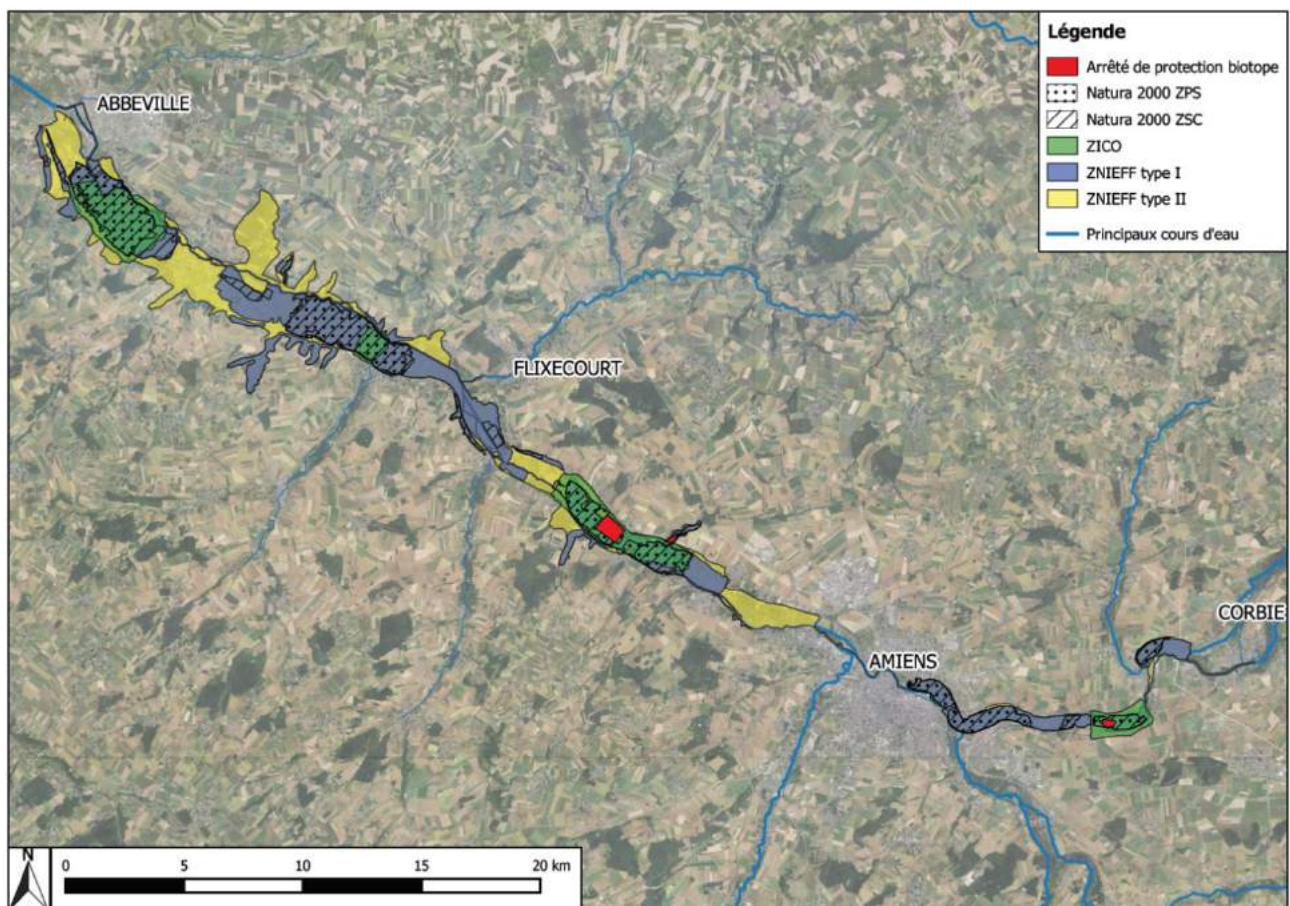 Légende
Arrêté de protection biotope
Natura 2000 ZPS
Natura 2000 ZSC
ZICO
ZNIEFF type I
ZNIEFF type II
Principaux cours d'eau
ABBEVILLE
FLIXECOURT
CORBIE
AMIENS
N
0 5 10 15 20 km